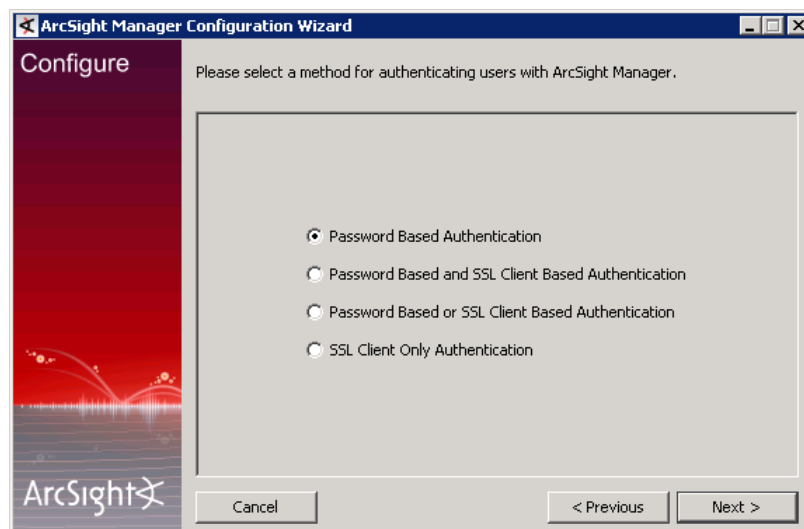 ArcSight Manager Configuration Wizard
Configure
Please select a method for authenticating users with ArcSight Manager.
Password Based Authentication
Password Based and SSL Client Based Authentication
Password Based or SSL Client Based Authentication
SSL Client Only Authentication
ArcSight
Cancel
< Previous
Next >